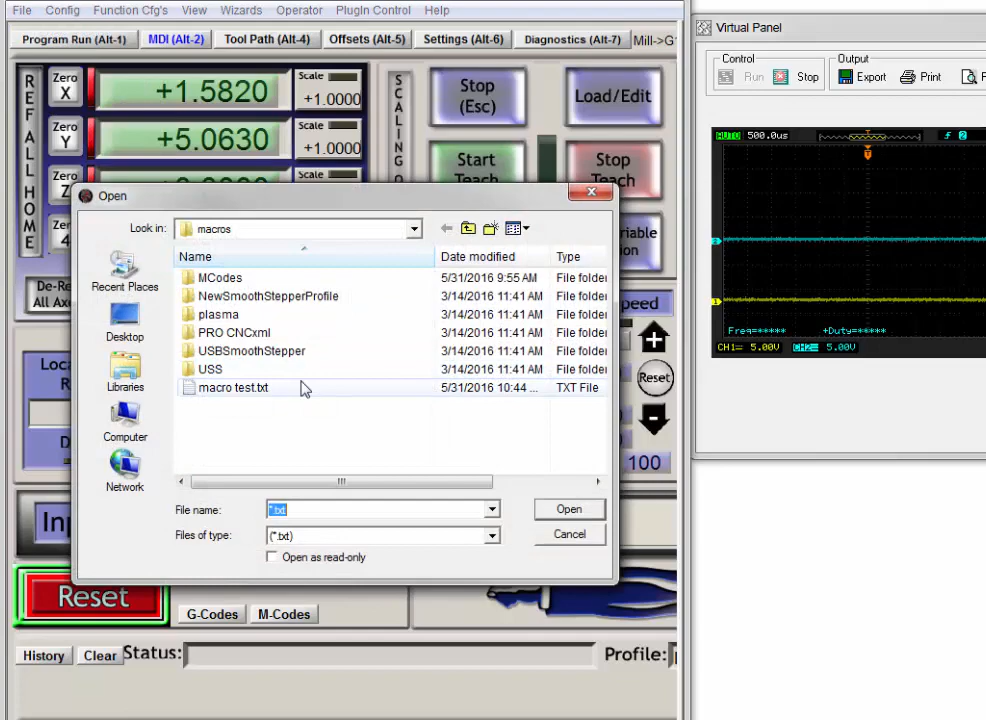 File Config Function Cfg's View Wizards Operator PlugIn Control Help
Program Run (Alt-1) MDI (Alt-2) Tool Path (Alt-4) Offsets (Alt-5) Settings (Alt-6) Diagnostics (Alt-7) Mill->G
REF ALL HOME
Zero X +1.5820 Scale +1.0000
Zero Y +5.0630 Scale +1.0000
Zero Z Scale
Zer 4
SCALING
Stop (Esc)
Load/Edit
Start Teach
Stop Teach
De-Re
All Axe
Open
Look in: macros
Name Date modified Type
MCodes 5/31/2016 9:55 AM File folder
NewSmoothStepperProfile 3/14/2016 11:41 AM File folder
plasma 3/14/2016 11:41 AM File folder
PRO CNCxml 3/14/2016 11:41 AM File folder
USBSmoothStepper 3/14/2016 11:41 AM File folder
USS 3/14/2016 11:41 AM File folder
macro test.txt 5/31/2016 10:44 ... TXT File
Recent Places
Desktop
Libraries
Computer
Network
File name: *.txt Open
Files of type: (*.txt) Cancel
Open as read-only
Reset
100
Reset
G-Codes M-Codes
History Clear Status: Profile:
Virtual Panel
Control Output
Run Stop Export Print
AUTO 500.0us
Freq=***** +Duty=*****
CH1= 5.00V CH2= 5.00V